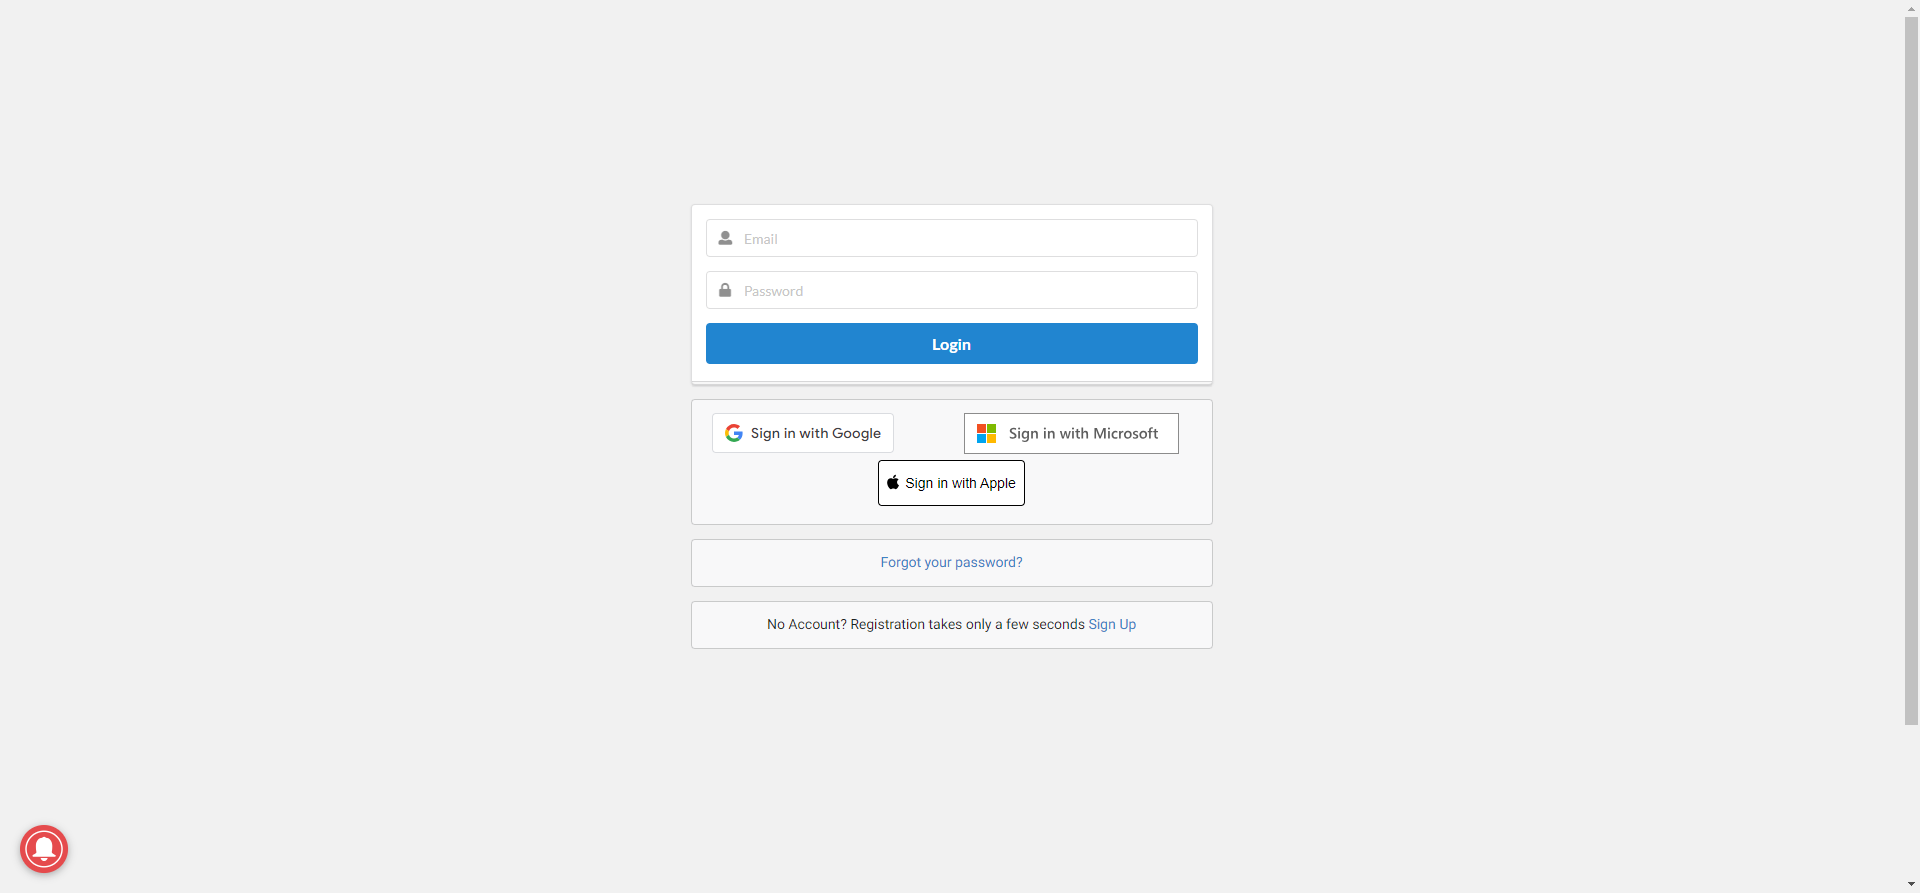 Email
Password
Login
Sign in with Google
Sign in with Microsoft
Sign in with Apple
Forgot your password?
No Account? Registration takes only a few seconds Sign Up